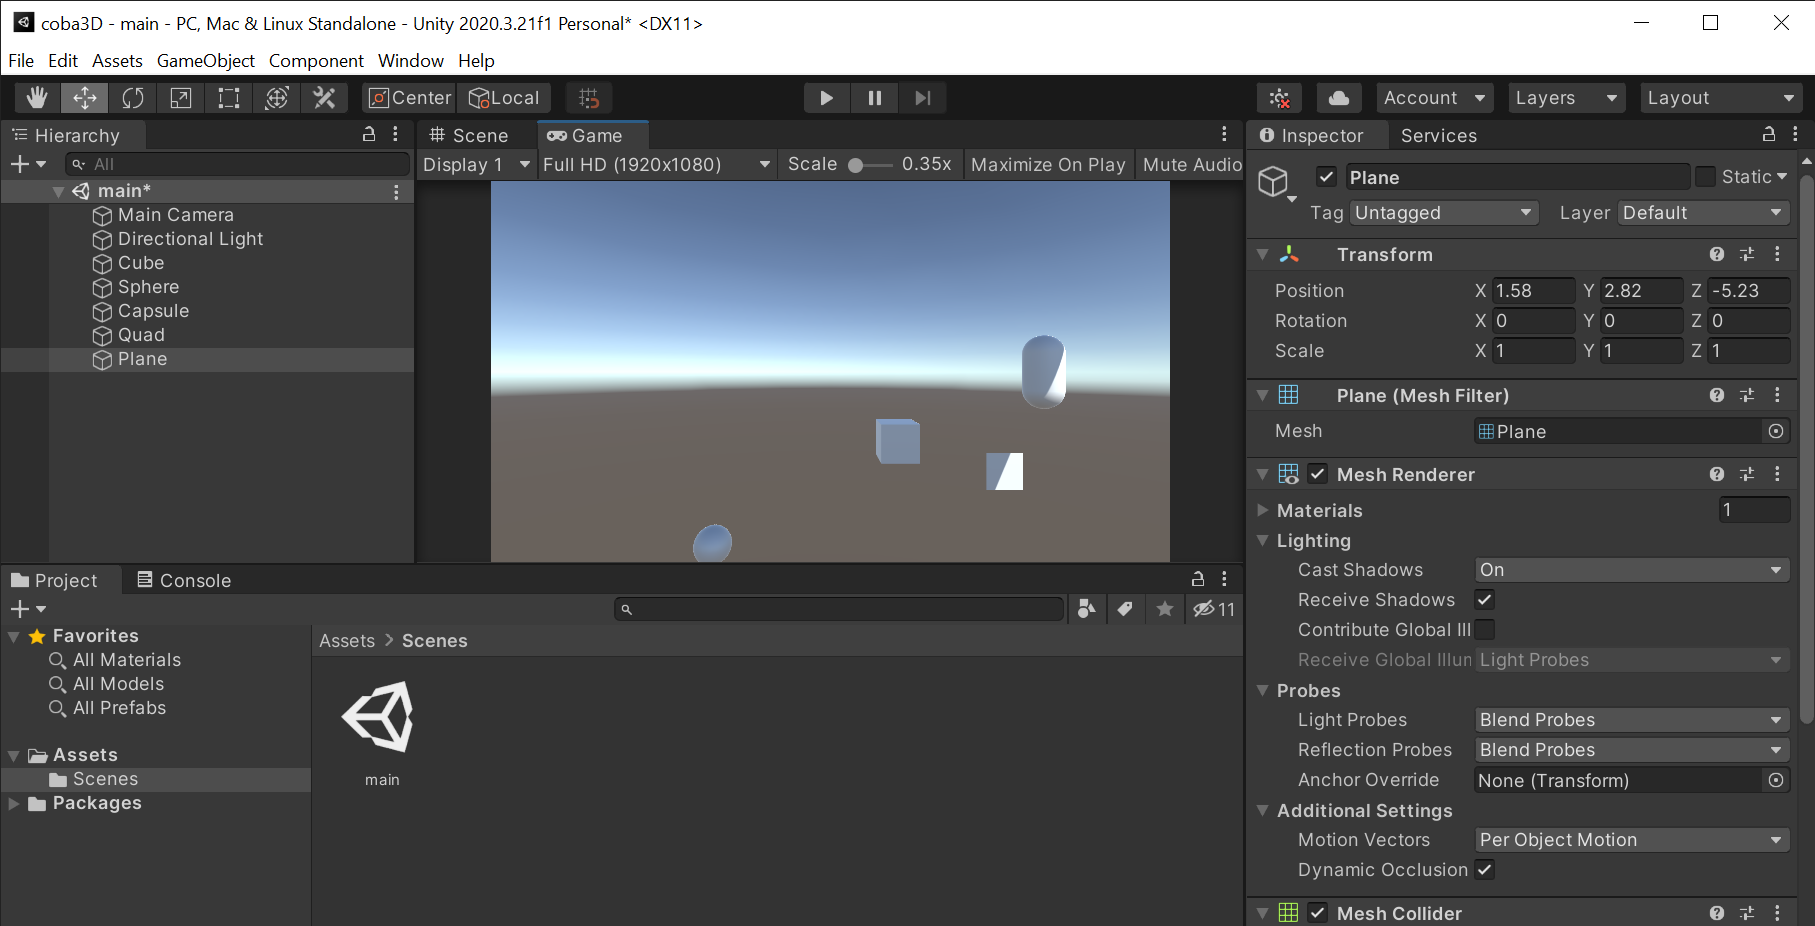 coba3D - main - PC, Mac & Linux Standalone - Unity 2020.3.21f1 Personal* <DX11>
File Edit Assets GameObject Component Window Help
Center Local Account Layers Layout
Hierarchy
All
main*
Main Camera
Directional Light
Cube
Sphere
Capsule
Quad
Plane
Scene Game
Display 1 Full HD (1920x1080) Scale 0.35x Maximize On Play Mute Audio
Inspector Services
Plane Static
Tag Untagged Layer Default
Transform
Position X 1.58 Y 2.82 Z -5.23
Rotation X 0 Y 0 Z 0
Scale X 1 Y 1 Z 1
Plane (Mesh Filter)
Mesh Plane
Mesh Renderer
Materials 1
Lighting
Cast Shadows On
Receive Shadows
Contribute Global Ill
Receive Global Illun Light Probes
Probes
Light Probes Blend Probes
Reflection Probes Blend Probes
Anchor Override None (Transform)
Additional Settings
Motion Vectors Per Object Motion
Dynamic Occlusion
Mesh Collider
Project Console
11
Favorites
All Materials
All Models
All Prefabs
Assets
Scenes
Packages
Assets > Scenes
main